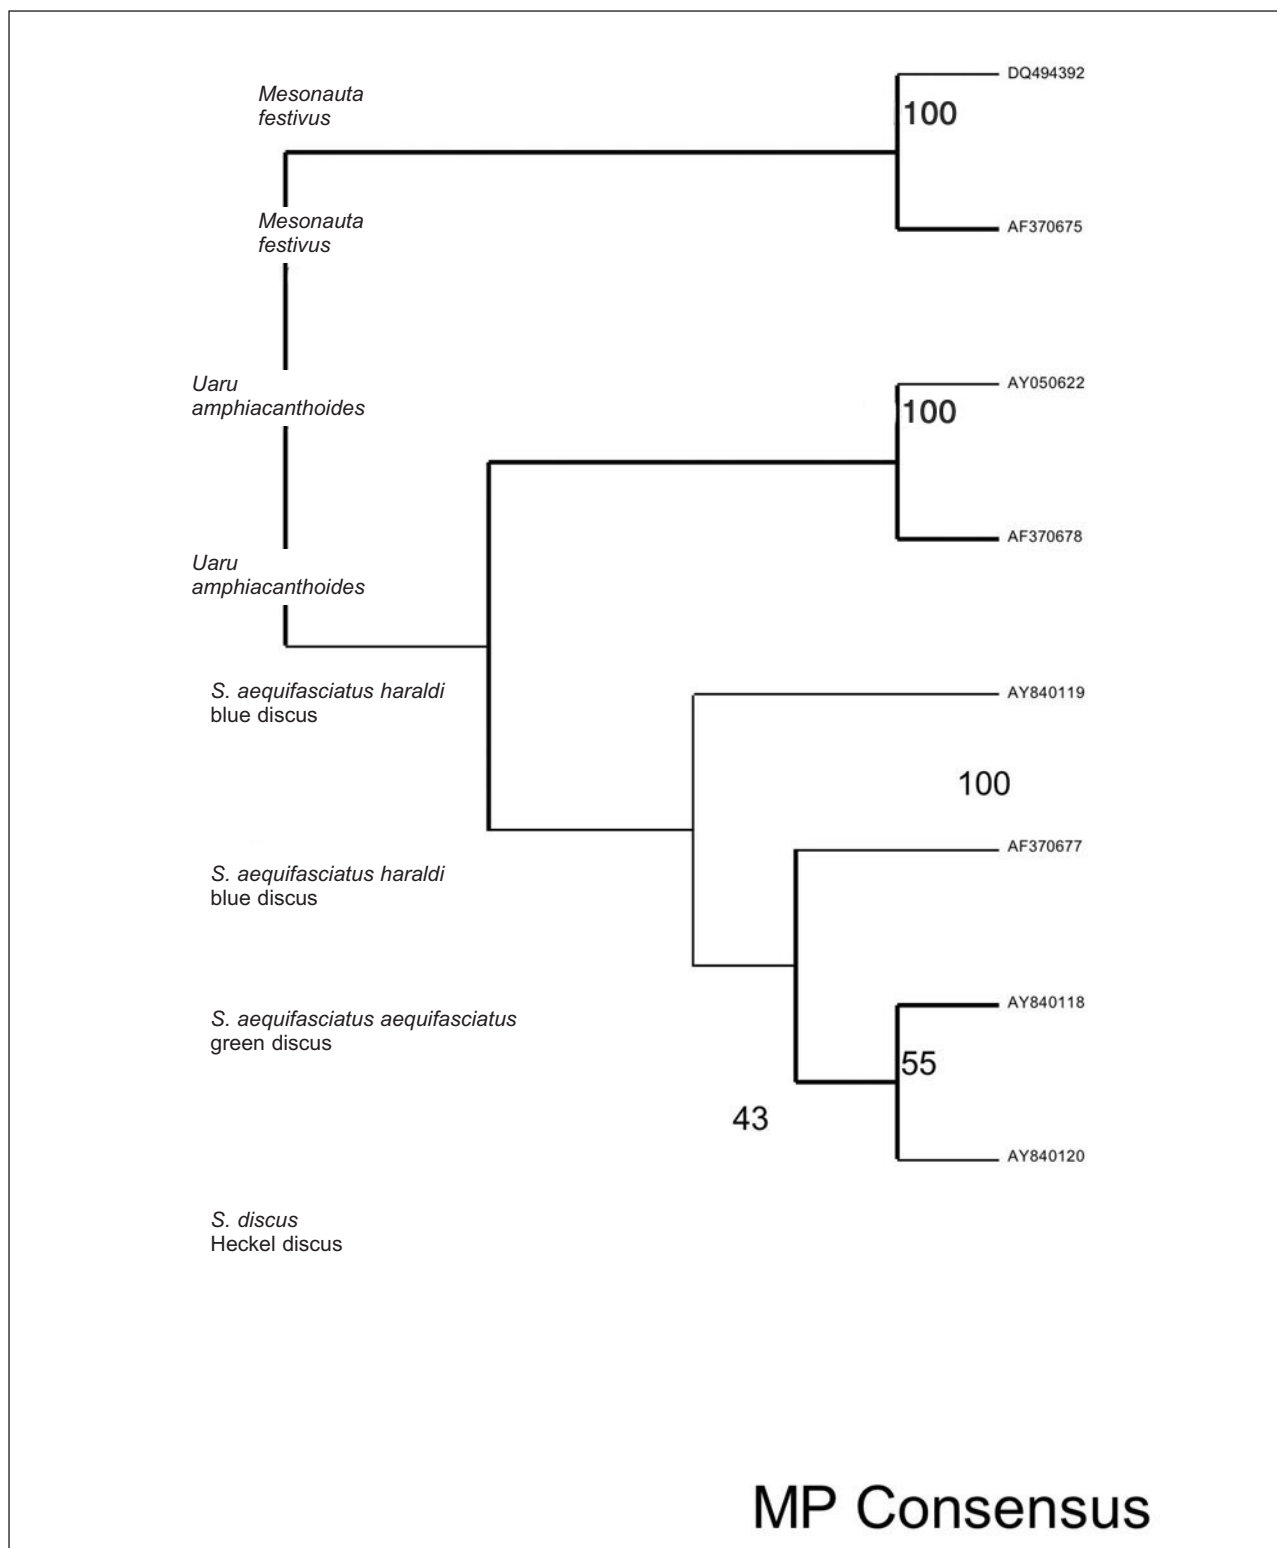 DQ494392
Mesonauta
festivus
100
Mesonauta
festivus
AF370675
Uaru
amphiacanthoides
AY050622
100
AF370678
Uaru
amphiacanthoides
S. aequifasciatus haraldi
blue discus
AY840119
100
AF370677
S. aequifasciatus haraldi
blue discus
AY840118
S. aequifasciatus aequifasciatus
green discus
55
43
AY840120
S. discus
Heckel discus
MP Consensus